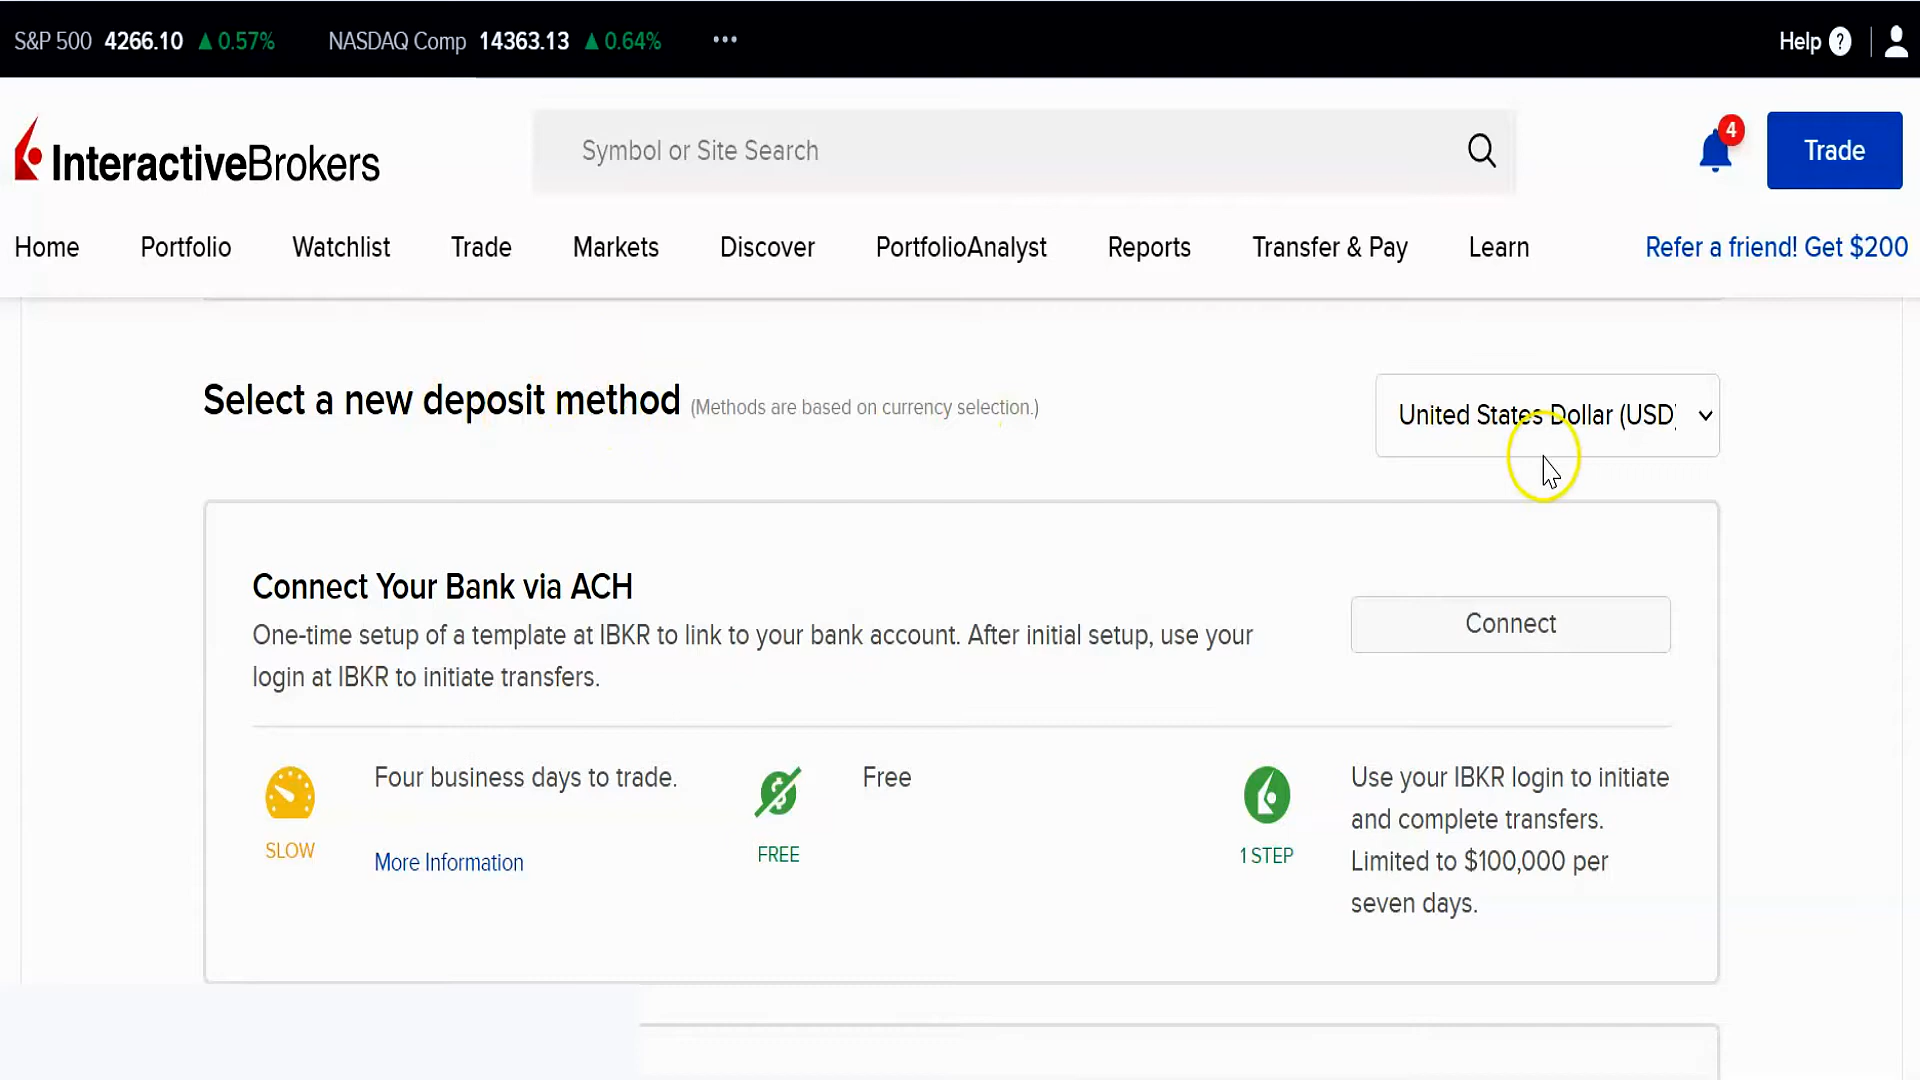 S&P 500 4266.10 ▲ 0.57% NASDAQ Comp 14363.13 ▲ 0.64% ••• Help ?
InteractiveBrokers Symbol or Site Search 4 Trade
Home Portfolio Watchlist Trade Markets Discover PortfolioAnalyst Reports Transfer & Pay Learn Refer a friend! Get $200
Select a new deposit method (Methods are based on currency selection.) United States Dollar (USD)
Connect Your Bank via ACH
One-time setup of a template at IBKR to link to your bank account. After initial setup, use your
login at IBKR to initiate transfers.
Connect
Four business days to trade.
SLOW
More Information
Free
FREE
1 STEP
Use your IBKR login to initiate
and complete transfers.
Limited to $100,000 per
seven days.